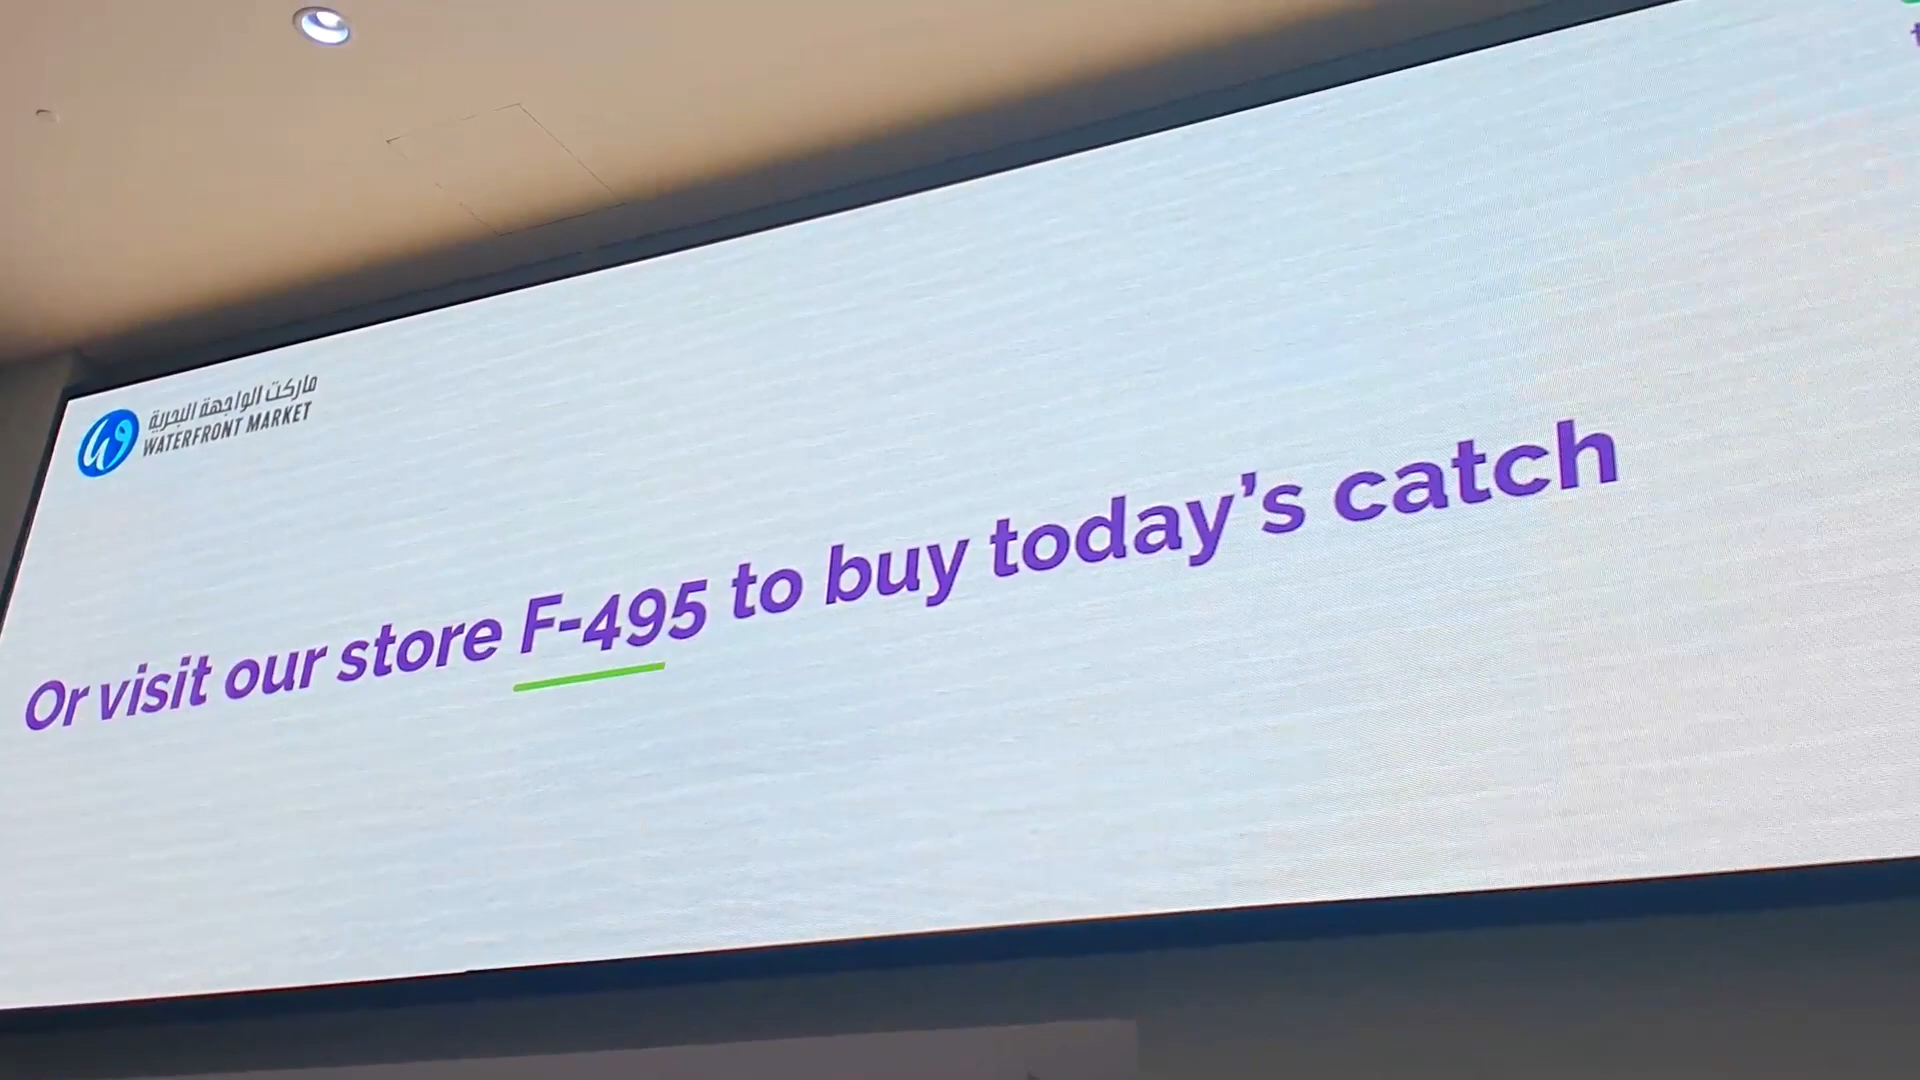 ماركت الواجهة البحرية
WATERFRONT MARKET
Or visit our store F-495 to buy today’s catch